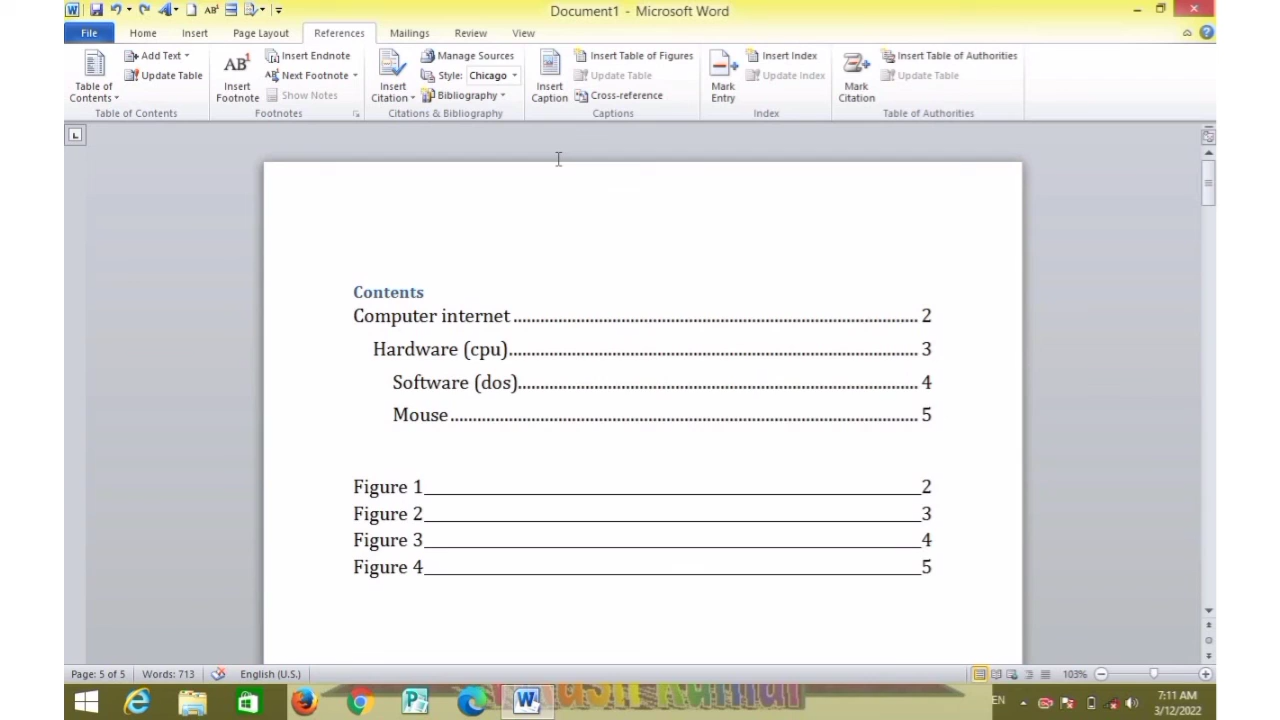 Document1 - Microsoft Word
File Home Insert Page Layout References Mailings Review View
Table of Contents
Add Text
Update Table
Table of Contents
AB¹ Insert Footnote
Insert Endnote
Next Footnote
Show Notes
Footnotes
Insert Citation
Manage Sources
Style: Chicago
Bibliography
Citations & Bibliography
Insert Caption
Insert Table of Figures
Update Table
Cross-reference
Captions
Mark Entry
Insert Index
Update Index
Index
Mark Citation
Insert Table of Authorities
Update Table
Table of Authorities
Contents
Computer internet 2
Hardware (cpu) 3
Software (dos) 4
Mouse 5
Figure 1 2
Figure 2 3
Figure 3 4
Figure 4 5
Page: 5 of 5 Words: 713 English (U.S.) 103%
EN
7:11 AM
3/12/2022